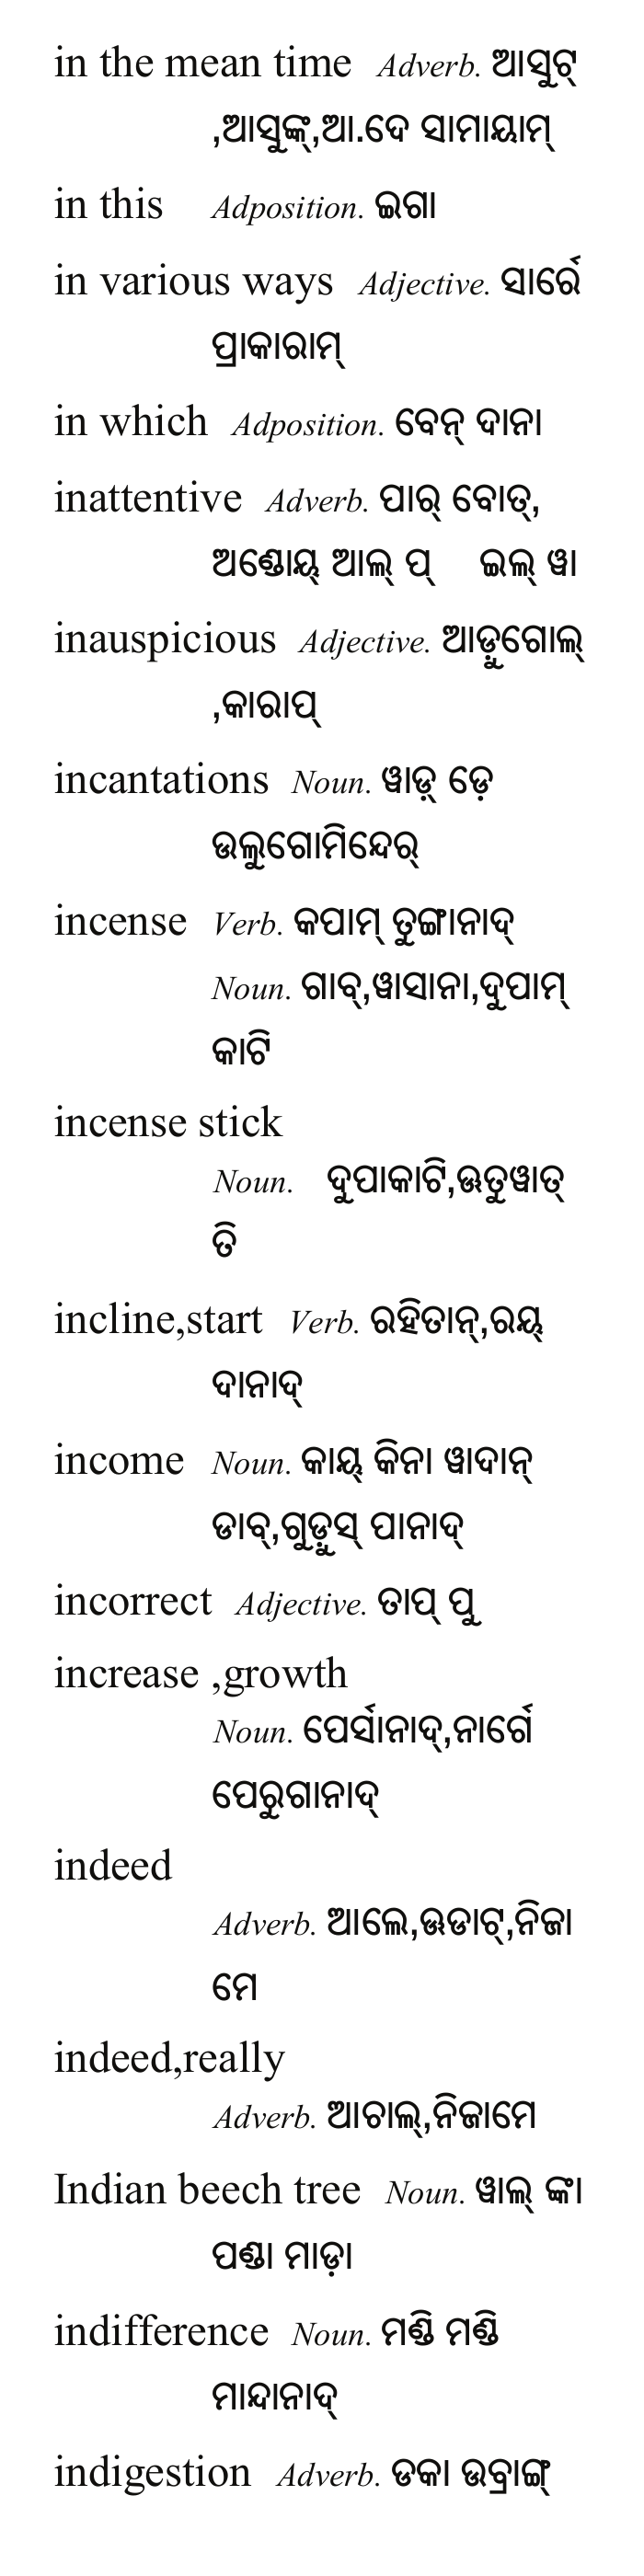 in the mean time Adverb. ଆସୁଟ୍
,ଆସୁଙ୍କ୍,ଆ.ଦେ ସାମାୟାମ୍
in this Adposition. ଇଗା
in various ways Adjective. ସାର୍ରେ
ପ୍ରାକାରାମ୍
in which Adposition. ବେନ୍ ଦାନା
inattentive Adverb. ପାର୍ ବୋତ୍,
ଅଣ୍ଡୋୟ୍ ଆଲ୍ ପ୍ ଇଲ୍ ୱା
inauspicious Adjective. ଆଡ଼ୁଗୋଲ୍
,କାରାପ୍
incantations Noun. ୱାଡ଼୍ ଡ଼େ
ଉଲୁଗୋମିନ୍ଦେର୍
incense Verb. କପାମ୍ ତୁଙ୍ଗାନାଦ୍
Noun. ଗାବ୍,ୱାସାନା,ଦୁପାମ୍
କାଟି
incense stick
Noun. ଦୁପାକାଟି,ଊତୁୱାତ୍
ତି
incline,start Verb. ରହିତାନ୍,ରୟ୍
ଦାନାଦ୍
income Noun. କାୟ୍ କିନା ୱାଦାନ୍
ଡାବ୍,ଗୁଡ଼ୁସ୍ ପାନାଦ୍
incorrect Adjective. ତାପ୍ ପୁ
increase ,growth
Noun. ପେର୍ସାନାଦ୍,ନାର୍ଗେ
ପେରୁଗାନାଦ୍
indeed
Adverb. ଆଲେ,ଊଡାଟ୍,ନିଜା
ମେ
indeed,really
Adverb. ଆଚାଲ୍,ନିଜାମେ
Indian beech tree Noun. ୱାଲ୍ ଙ୍କା
ପଣ୍ଡା ମାଡ଼ା
indifference Noun. ମଣ୍ଡି ମଣ୍ଡି
ମାନ୍ଦାନାଦ୍
indigestion Adverb. ଡକା ଉବ୍ରାଙ୍ଗ୍